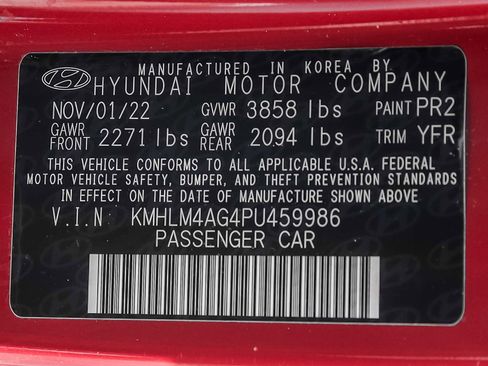 MANUFACTURED IN KOREA BY
HYUNDAI MOTOR COMPANY
NOV/01/22 GVWR 3858 lbs PAINT PR2
GAWR FRONT 2271 lbs GAWR REAR 2094 lbs TRIM YFR
THIS VEHICLE CONFORMS TO ALL APPLICABLE U.S.A. FEDERAL
MOTOR VEHICLE SAFETY, BUMPER, AND THEFT PREVENTION STANDARDS
IN EFFECT ON THE DATE OF MANUFACTURE SHOWN ABOVE.
V.I.N KMHLM4AG4PU459986
PASSENGER CAR